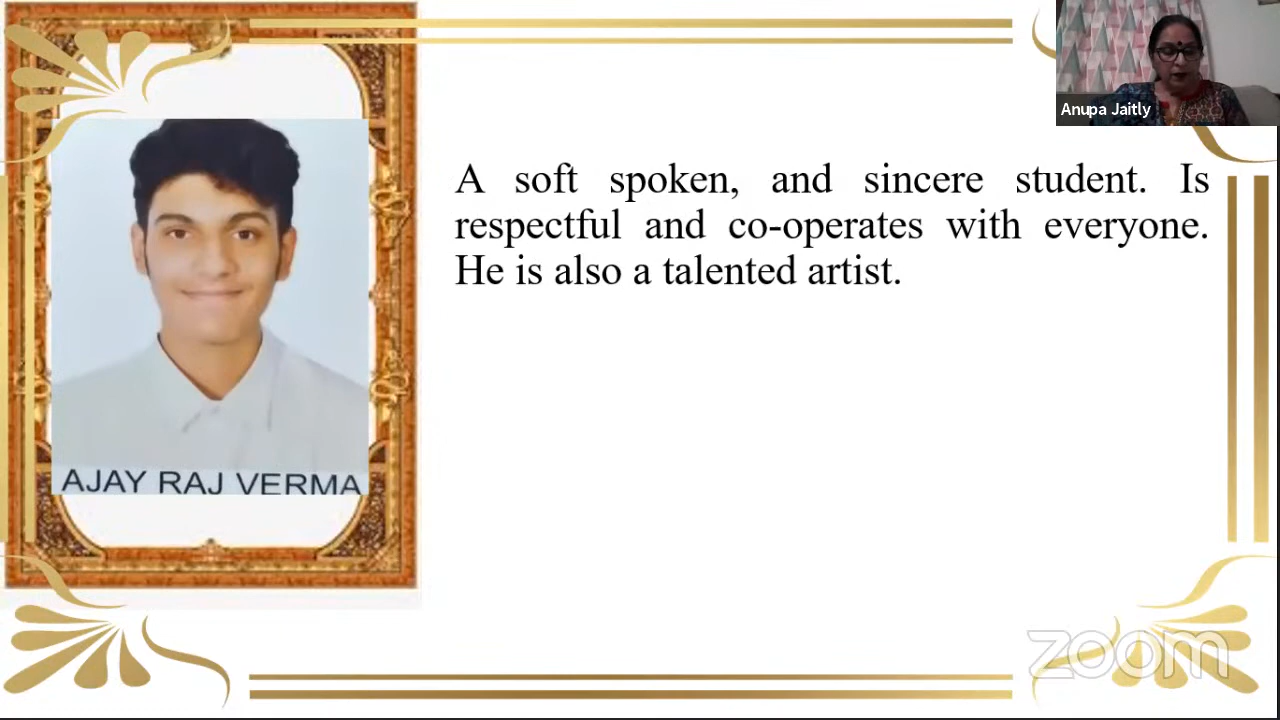 Anupa Jaitly
A soft spoken, and sincere student. Is
respectful and co-operates with everyone.
He is also a talented artist.
AJAY RAJ VERMA
zoom